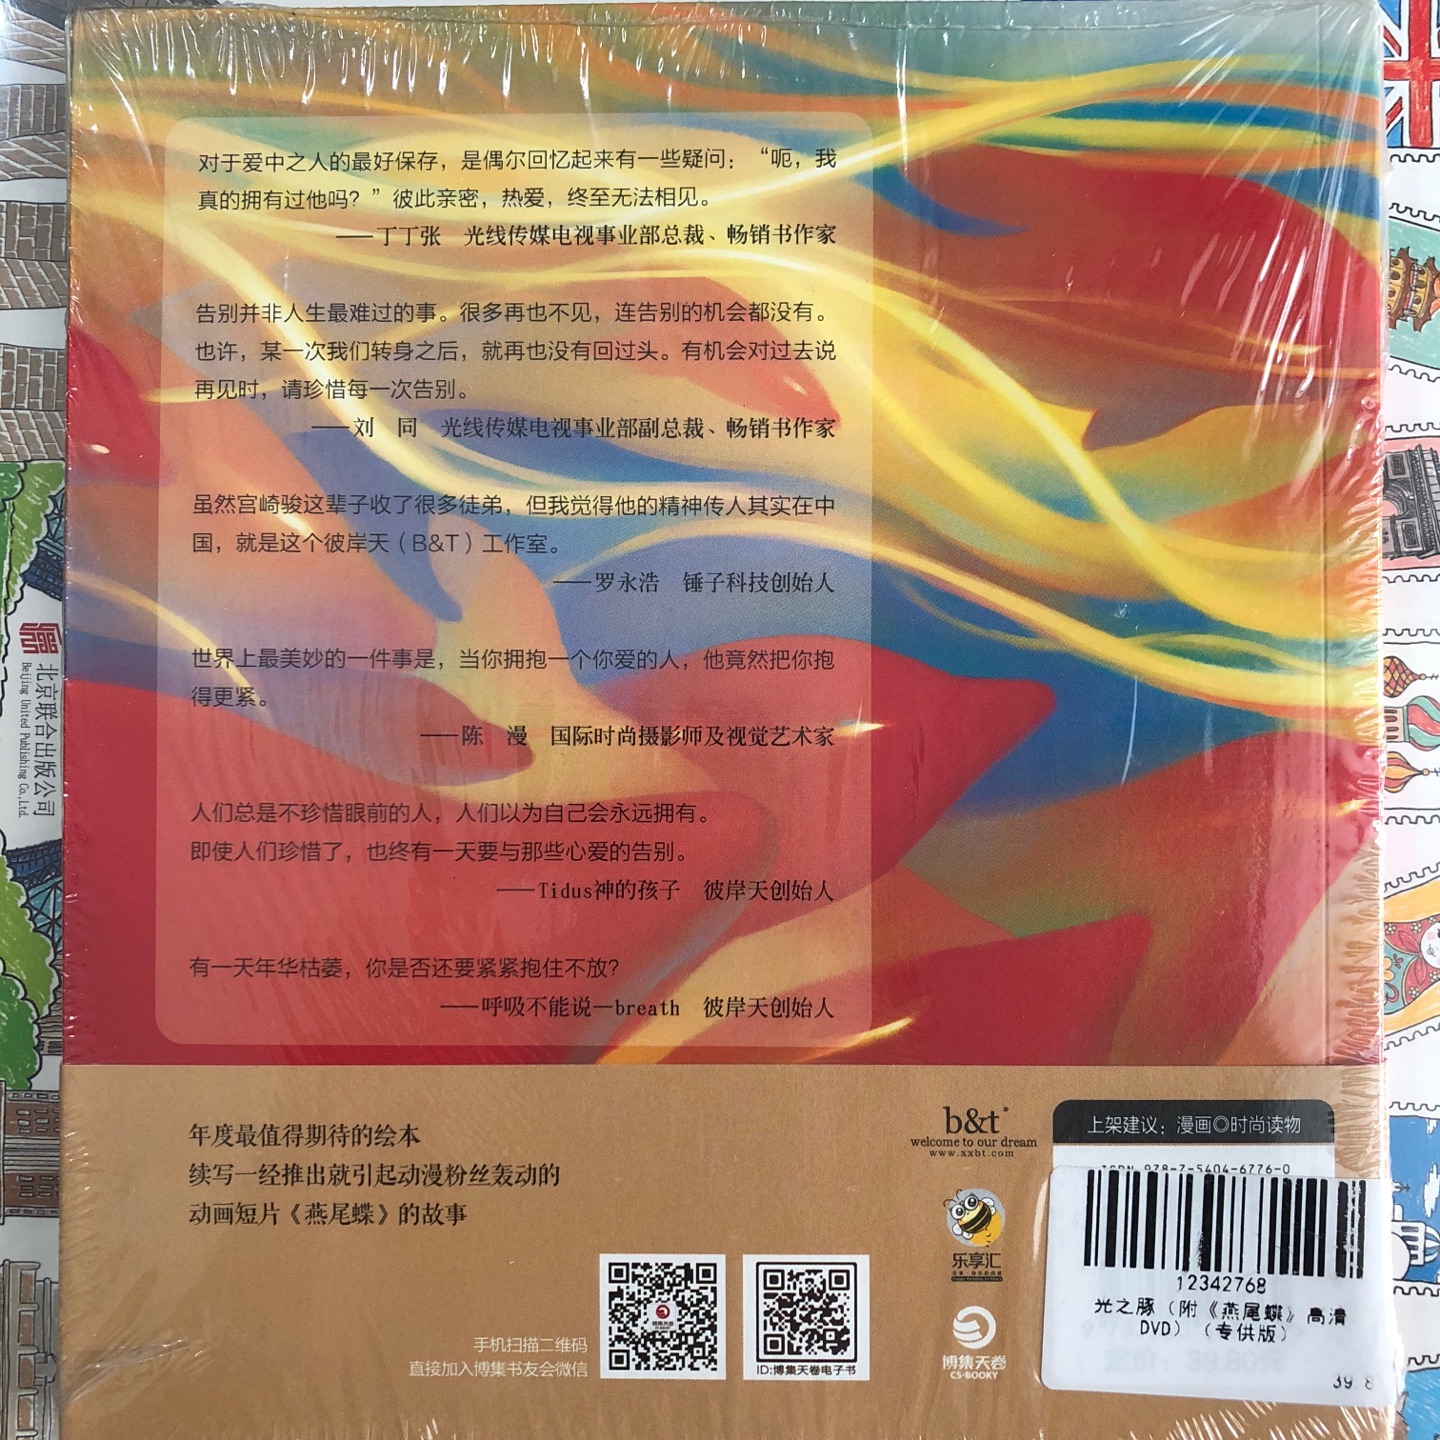 对于爱中之人的最好保存，是偶尔回忆起来有一些疑问：“呃，我
真的拥有过他吗？”彼此亲密，热爱，终至无法相见。
——丁丁张　光线传媒电视事业部总裁、畅销书作家
告别并非人生最难过的事。很多再也不见，连告别的机会都没有。
也许，某一次我们转身之后，就再也没有回过头。有机会对过去说
再见时，请珍惜每一次告别。
——刘　同　光线传媒电视事业部副总裁、畅销书作家
虽然宫崎骏这辈子收了很多徒弟，但我觉得他的精神传人其实在中
国，就是这个彼岸天（B&T）工作室。
——罗永浩　锤子科技创始人
世界上最美妙的一件事是，当你拥抱一个你爱的人，他竟然把你抱
得更紧。
——陈　漫　国际时尚摄影师及视觉艺术家
人们总是不珍惜眼前的人，人们以为自己会永远拥有。
即使人们珍惜了，也终有一天要与那些心爱的告别。
——Tidus神的孩子　彼岸天创始人
有一天年华枯萎，你是否还要紧紧抱住不放？
——呼吸不能说—breath　彼岸天创始人
年度最值得期待的绘本
续写一经推出就引起动漫粉丝轰动的
动画短片《燕尾蝶》的故事
手机扫描二维码
直接加入博集书友会微信
ID:博集天卷电子书
b&t
welcome to our dream
www.xxbt.com
乐享汇
博集天卷
CS-BOOKY
上架建议：漫画◎时尚读物
ISBN 978-7-5404-6776-0
12342768
光之豚（附《燕尾蝶》高清
DVD）（专供版）
39.8
北京联合出版公司
Beijing United Publishing Co.,Ltd.